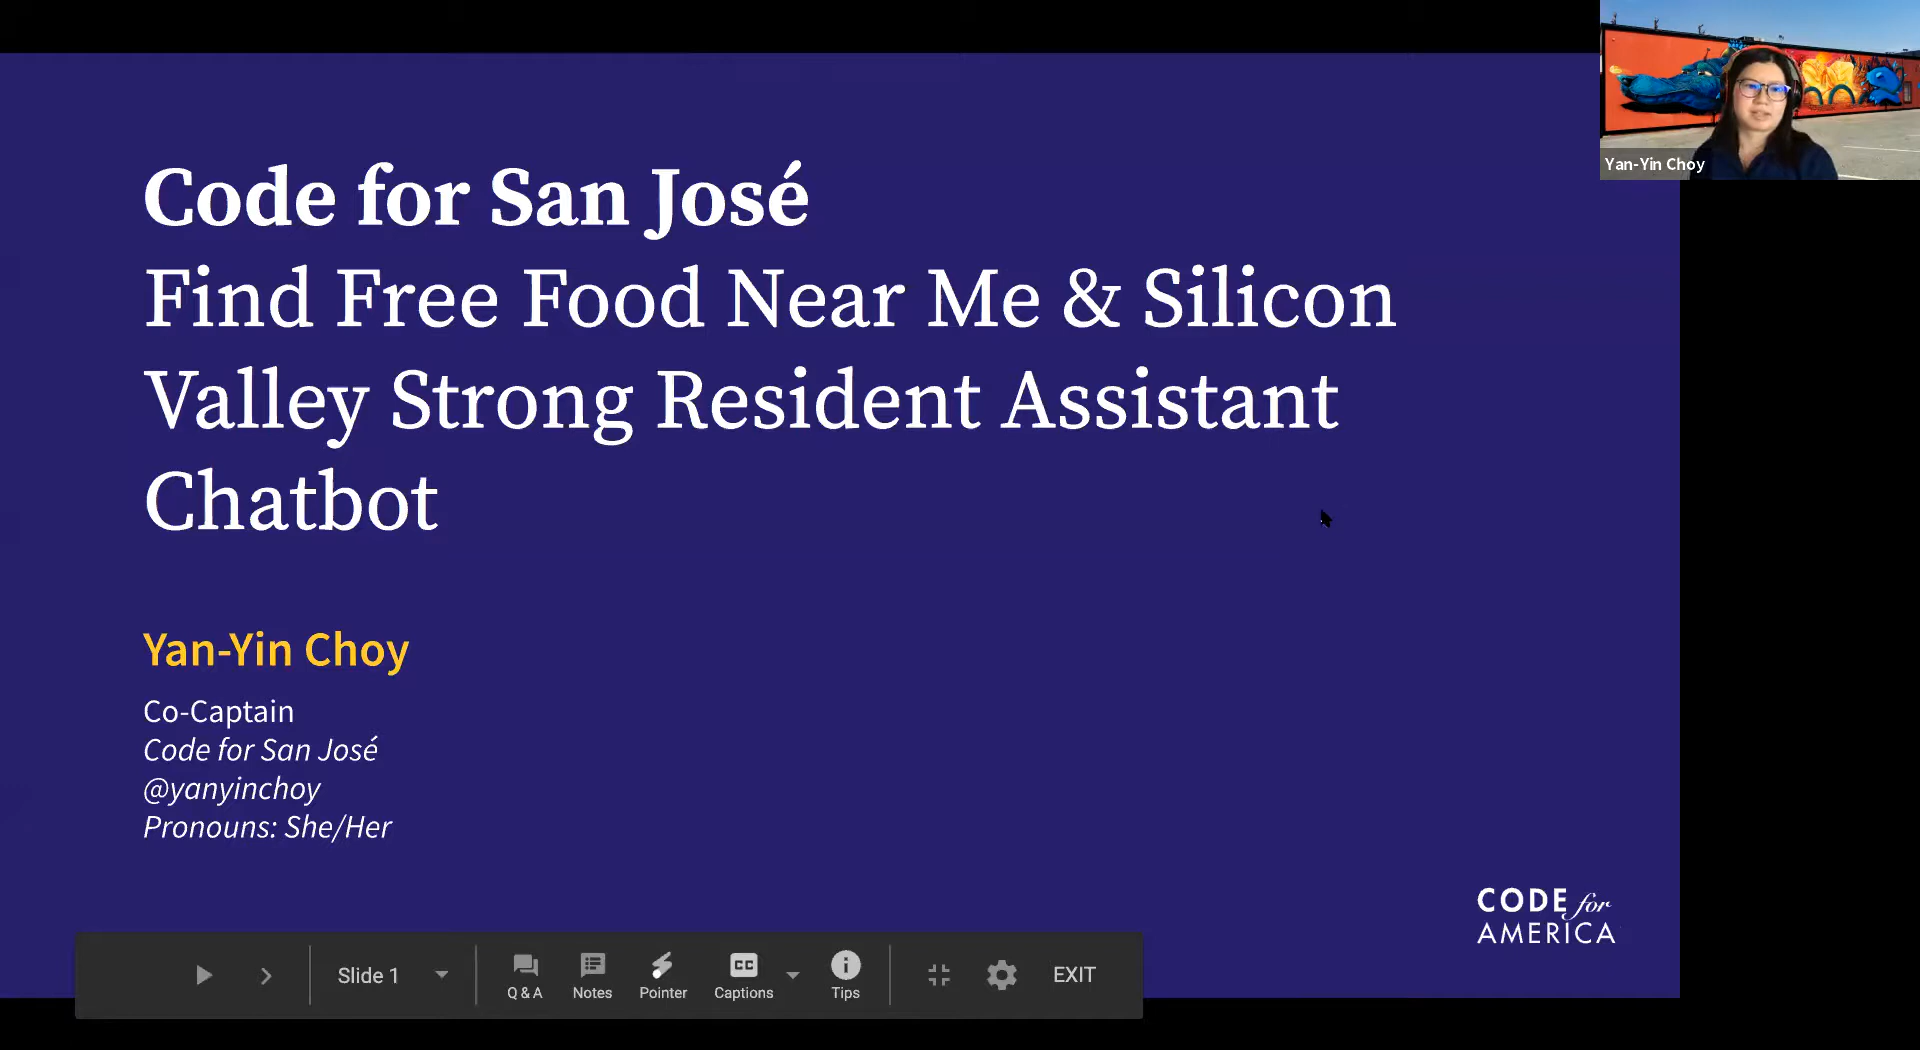 Code for San José
Find Free Food Near Me & Silicon
Valley Strong Resident Assistant
Chatbot
Yan-Yin Choy
Co-Captain
Code for San José
@yanyinchoy
Pronouns: She/Her
CODE for
AMERICA
Yan-Yin Choy
Slide 1
Q & A
Notes
Pointer
CC
Captions
Tips
EXIT